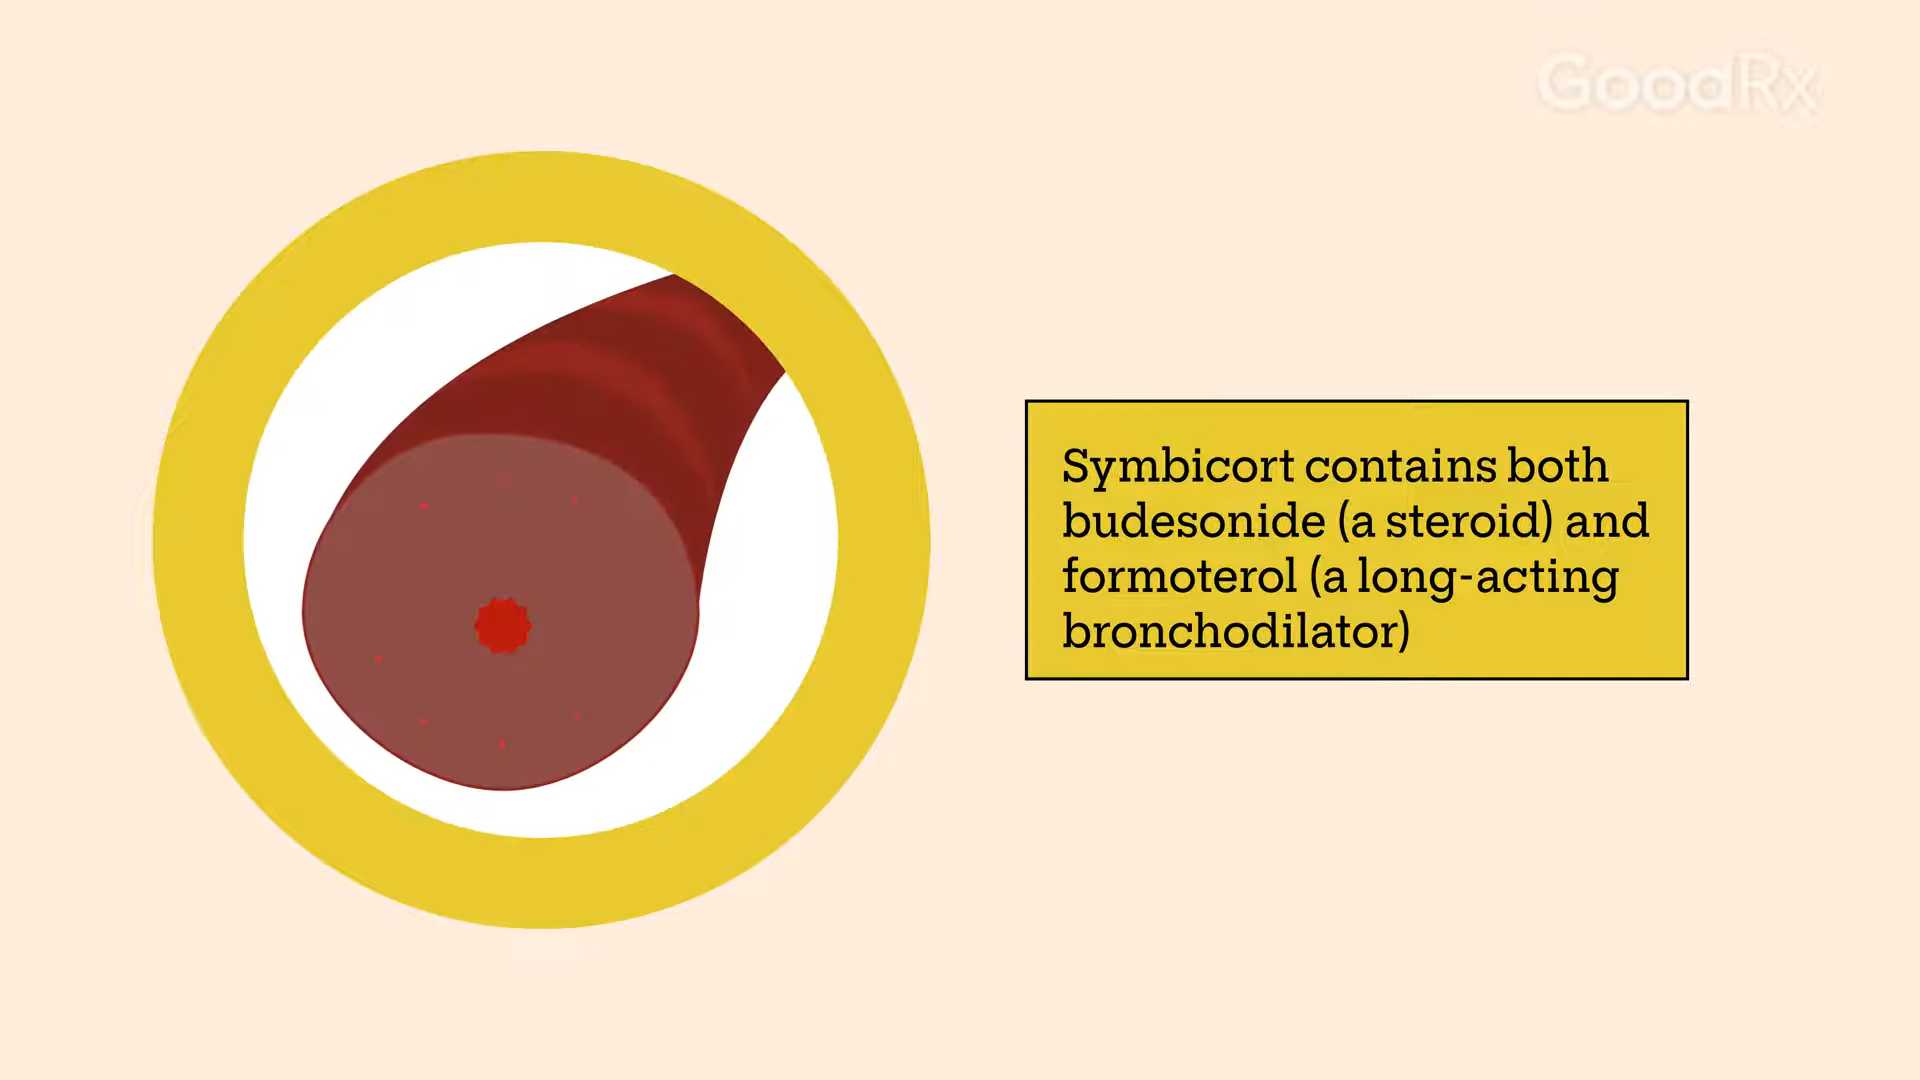 GoodRx
Symbicort contains both
budesonide (a steroid) and
formoterol (a long-acting
bronchodilator)